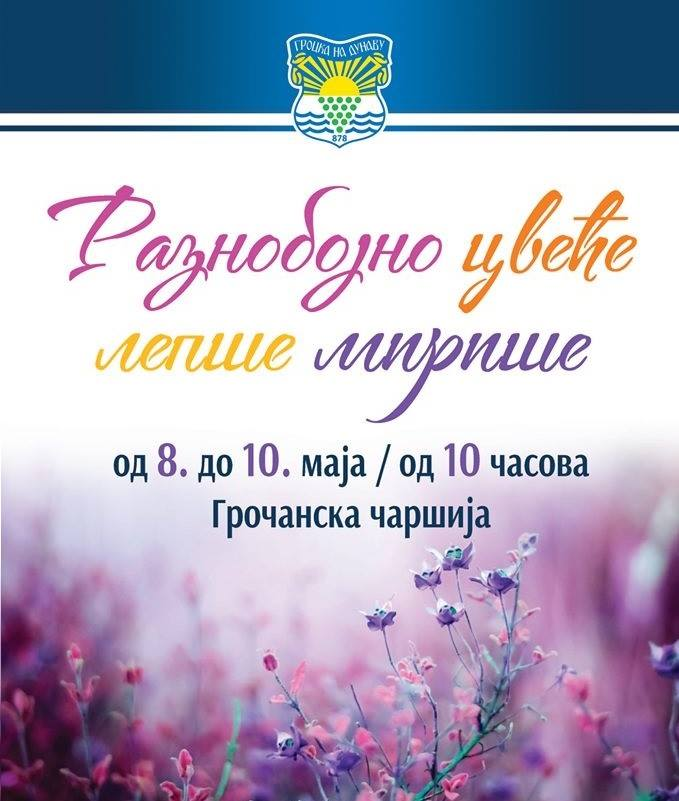 ГРОЦКА НА ДУНАВУ
878
Разнобојно цвеће
лепше мирише
од 8. до 10. маја / од 10 часова
Грочанска чаршија